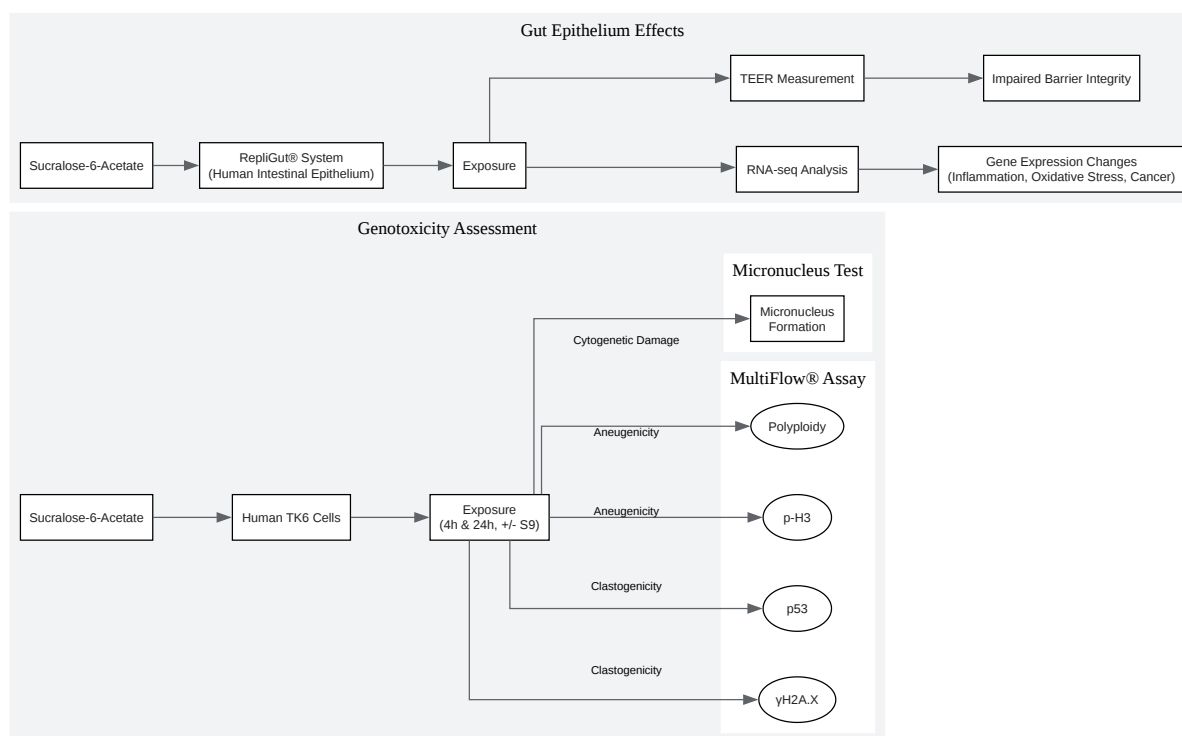 Gut Epithelium Effects
TEER Measurement
Impaired Barrier Integrity
Sucralose-6-Acetate
RepliGut® System
(Human Intestinal Epithelium)
Exposure
RNA-seq Analysis
Gene Expression Changes
(Inflammation, Oxidative Stress, Cancer)
Genotoxicity Assessment
Micronucleus Test
Micronucleus
Formation
Cytogenetic Damage
MultiFlow® Assay
Polyploidy
Aneugenicity
Sucralose-6-Acetate
Human TK6 Cells
Exposure
(4h & 24h, +/- S9)
Aneugenicity
p-H3
Clastogenicity
p53
Clastogenicity
γH2A.X